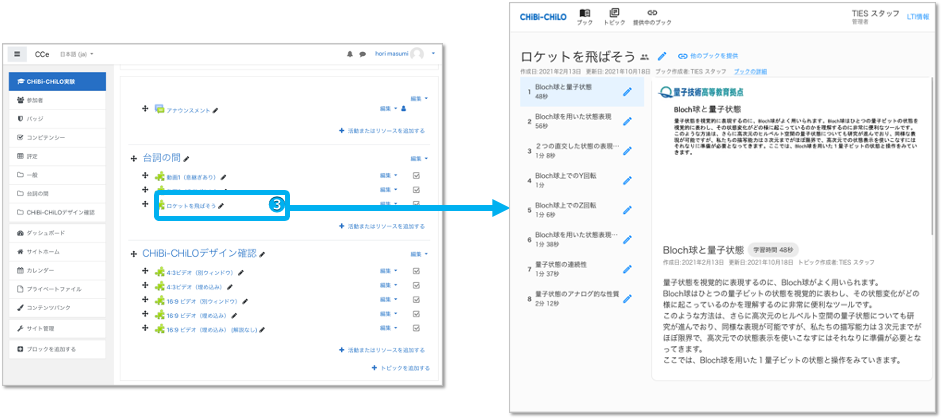 CCe 日本語 (ja)
hori masumi
CHiBi-CHiLO実験
参加者
バッジ
コンピテンシー
評定
一般
台詞の間
CHiBi-CHiLOデザイン確認
ダッシュボード
サイトホーム
カレンダー
プライベートファイル
コンテンツバンク
サイト管理
ブロックを追加する
編集
アナウンスメント 編集
活動またはリソースを追加する
台詞の間 編集
動画1（息継ぎあり） 編集
編集
ロケットを飛ばそう 3 編集
活動またはリソースを追加する
CHiBi-CHiLOデザイン確認 編集
4:3ビデオ（別ウィンドウ） 編集
4:3ビデオ（埋め込み） 編集
16:9 ビデオ（別ウィンドウ） 編集
16:9 ビデオ（埋め込み） 編集
16:9 ビデオ（埋め込み）(解説なし) 編集
活動またはリソースを追加する
トピックを追加する
CHiBi-CHiLO
ブック トピック 提供中のブック
TIES スタッフ
管理者
LTI情報
ロケットを飛ばそう 他のブックを提供
作成日:2021年2月13日 更新日:2021年10月18日 ブック作成者:TIES スタッフ ブックの詳細
1 Bloch球と量子状態
48秒
2 Bloch球を用いた状態表現
56秒
3 2つの直交した状態の表現...
1分 8秒
4 Bloch球上でのY回転
1分
5 Bloch球上でのZ回転
1分 6秒
6 Bloch球を用いた状態表現...
1分 38秒
7 量子状態の連続性
1分 37秒
8 量子状態のアナログ的な性質
2分 12秒
量子技術高等教育拠点
Bloch球と量子状態
量子状態を視覚的に表現するのに、Bloch球がよく用いられます。Bloch球はひとつの量子ビットの状態を視覚的に表わし、その状態変化がどの様に起こっているのかを理解するのに非常に便利なツールです。
このような方法は、さらに高次元のヒルベルト空間の量子状態についても研究が進んでおり、同様な表現が可能ですが、私たちの描写能力は３次元までがほぼ限界で、高次元での状態表示を使いこなすにはそれなりに準備が必要となってきます。ここでは、Bloch球を用いた１量子ビットの状態と操作をみていきます。
Bloch球と量子状態 学習時間 48秒
作成日:2021年2月13日 更新日:2021年10月18日 トピック作成者:TIES スタッフ
量子状態を視覚的に表現するのに、Bloch球がよく用いられます。
Bloch球はひとつの量子ビットの状態を視覚的に表わし、その状態変化がどの
様に起こっているのかを理解するのに非常に便利なツールです。
このような方法は、さらに高次元のヒルベルト空間の量子状態についても研
究が進んでおり、同様な表現が可能ですが、私たちの描写能力は３次元までが
ほぼ限界で、高次元での状態表示を使いこなすにはそれなりに準備が必要とな
ってきます。
ここでは、Bloch球を用いた１量子ビットの状態と操作をみていきます。